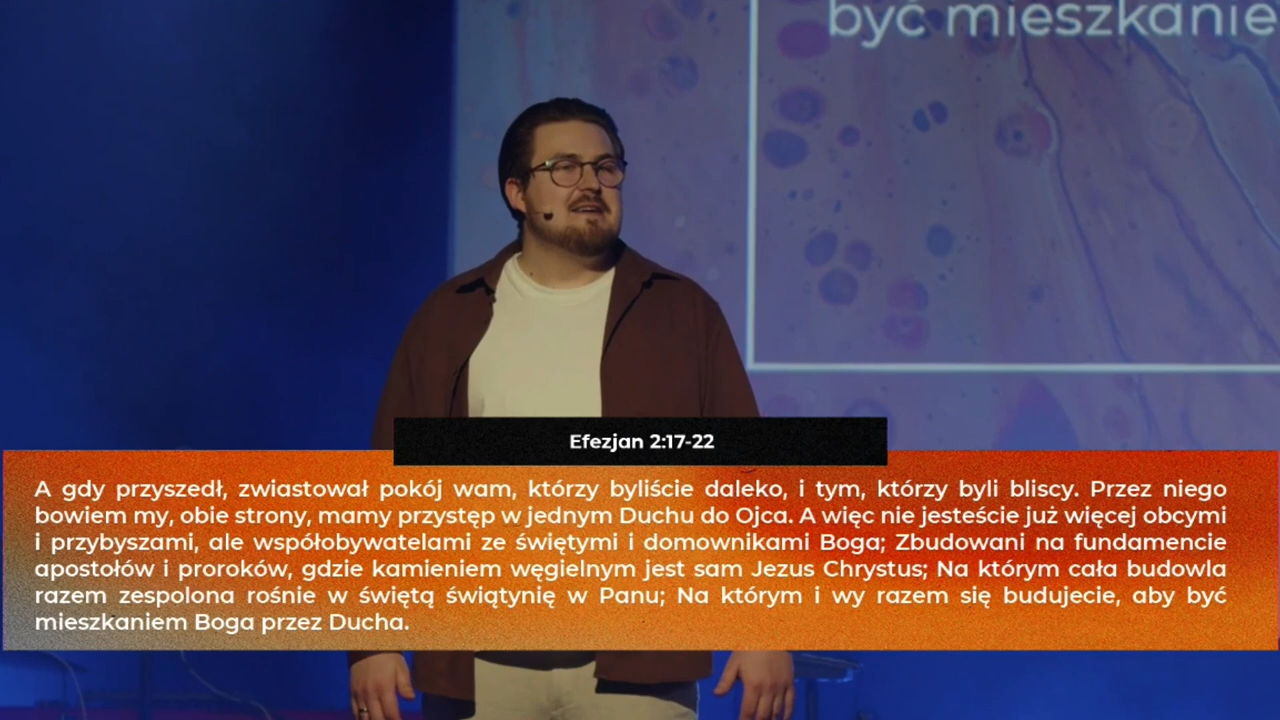 być mieszkanie
Efezjan 2:17-22
A gdy przyszedł, zwiastował pokój wam, którzy byliście daleko, i tym, którzy byli bliscy. Przez niego
bowiem my, obie strony, mamy przystęp w jednym Duchu do Ojca. A więc nie jesteście już więcej obcymi
i przybyszami, ale współobywatelami ze świętymi i domownikami Boga; Zbudowani na fundamencie
apostołów i proroków, gdzie kamieniem węgielnym jest sam Jezus Chrystus; Na którym cała budowla
razem zespolona rośnie w świętą świątynię w Panu; Na którym i wy razem się budujecie, aby być
mieszkaniem Boga przez Ducha.